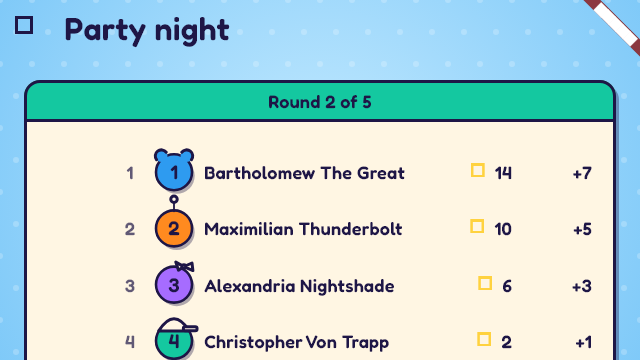 Party night
Round 2 of 5
1 1 Bartholomew The Great 14 +7
2 2 Maximilian Thunderbolt 10 +5
3 3 Alexandria Nightshade 6 +3
4 4 Christopher Von Trapp 2 +1